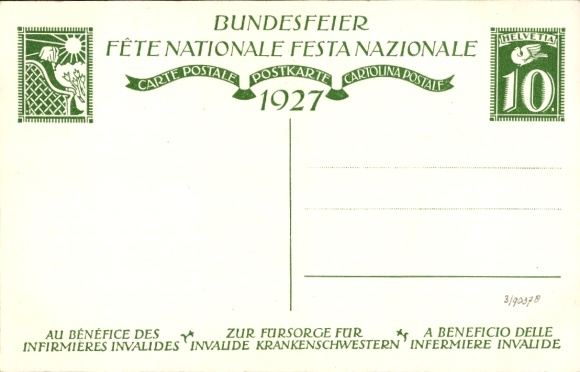 BUNDESFEIER
FÊTE NATIONALE FESTA NAZIONALE
CARTE POSTALE POSTKARTE CARTOLINA POSTALE
1927
HELVETIA
10
AU BÉNÉFICE DES
INFIRMIÈRES INVALIDES
ZUR FÜRSORGE FÜR
INVALIDE KRANKENSCHWESTERN
A BENEFICIO DELLE
INFERMIERE INVALIDE